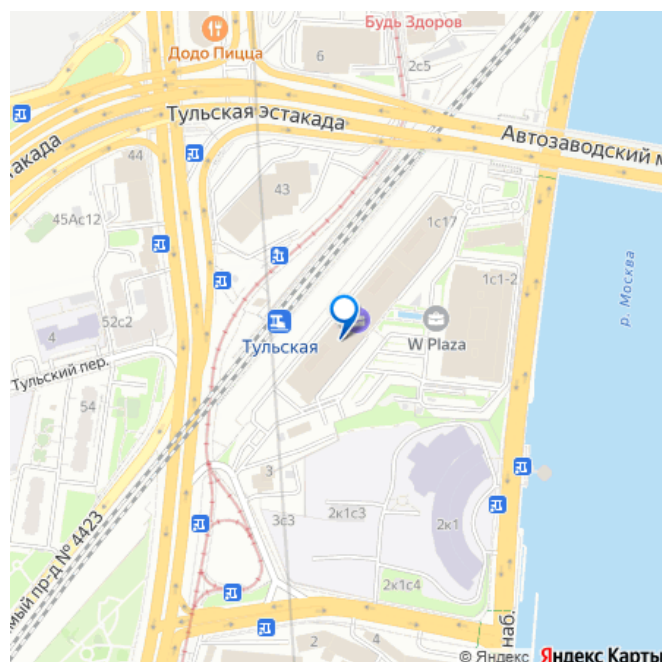 Будь Здоров
Додо Пицца
6
2с5
Тульская эстакада
Автозаводский м
такада
44
43
45Ас12
1с17
1с1-2
р. Москва
52с2
4
Тульская
W Plaza
Тульский пер.
54
3
3с3
2к1с3
2к1
мый пр-д № 4423
2к1с4
2
4
наб.
© Яндекс Яндекс Карты